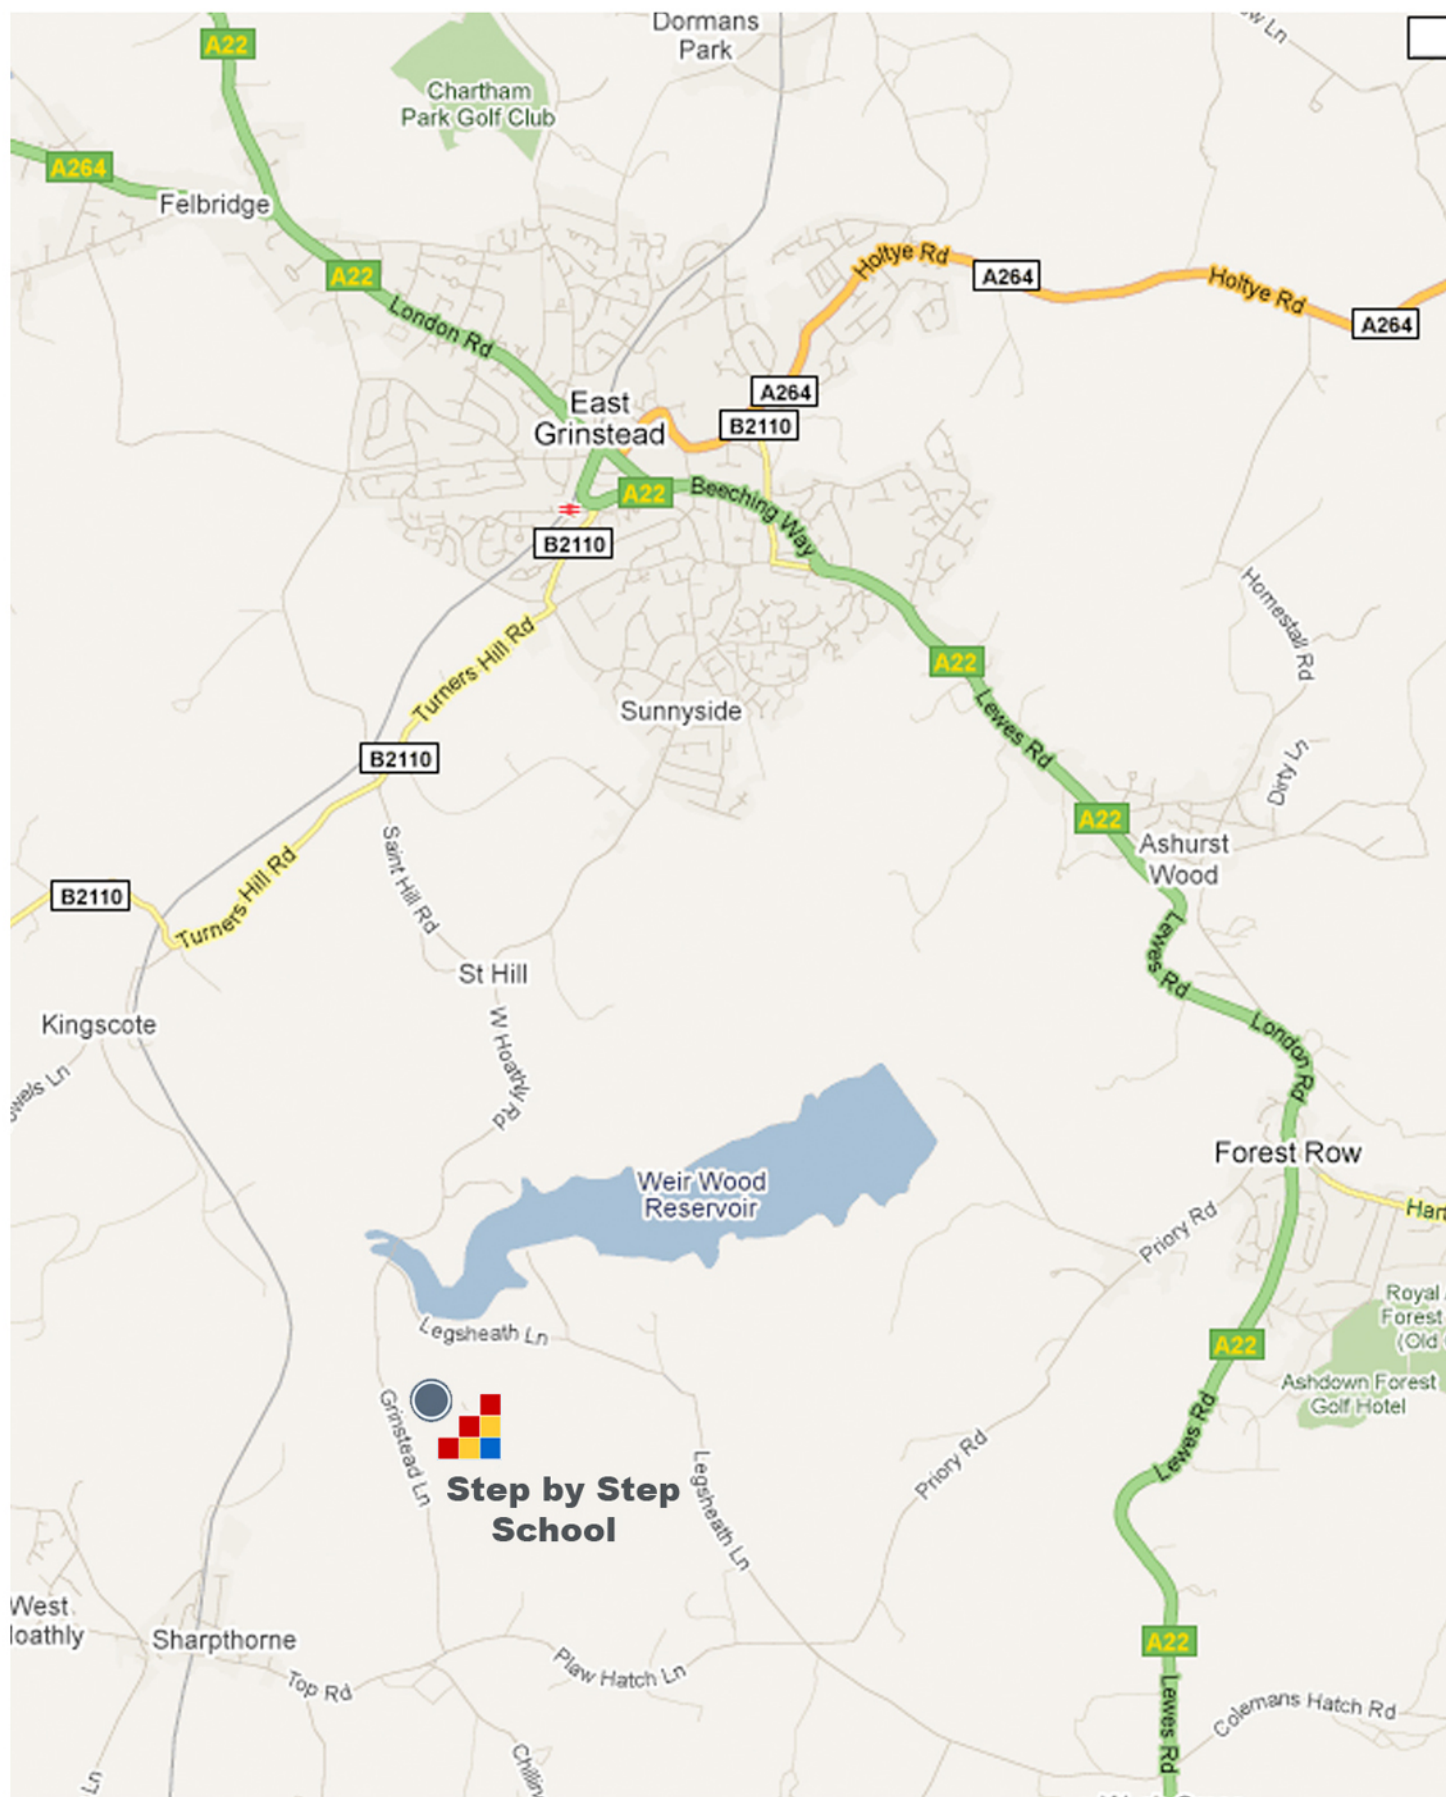 A22
Dormans
Park
Chartham
Park Golf Club
A264
Felbridge
A22
London Rd
Holtye Rd
A264
Holtye Rd
A264
East
Grinstead
A264
B2110
A22
Beeching Way
B2110
Homestall Rd
Turners Hill Rd
A22
Sunnyside
Lewes Rd
B2110
Dirty Ln
A22
Ashurst
Wood
Saint Hill Rd
B2110
Turners Hill Rd
Lewes Rd
St Hill
Kingscote
W Hoathly Rd
London Rd
Forest Row
Weir Wood
Reservoir
Priory Rd
Royal
Forest
(Old
Legsheath Ln
A22
Ashdown Forest
Golf Hotel
Grinstead Ln
Lewes Rd
Priory Rd
Step by Step
School
Legsheath Ln
West
Sharpthorne
A22
Plaw Hatch Ln
Top Rd
Lewes Rd
Colemans Hatch Rd
Ln